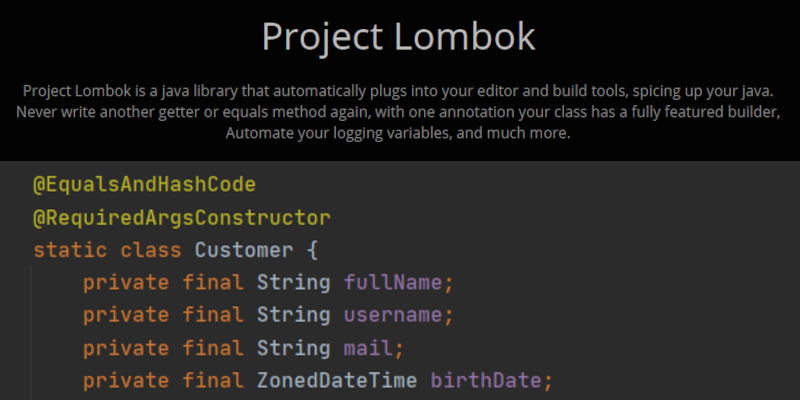 Project Lombok
Project Lombok is a java library that automatically plugs into your editor and build tools, spicing up your java.
Never write another getter or equals method again, with one annotation your class has a fully featured builder,
Automate your logging variables, and much more.
@EqualsAndHashCode
@RequiredArgsConstructor
static class Customer {
    private final String fullName;
    private final String username;
    private final String mail;
    private final ZonedDateTime birthDate;